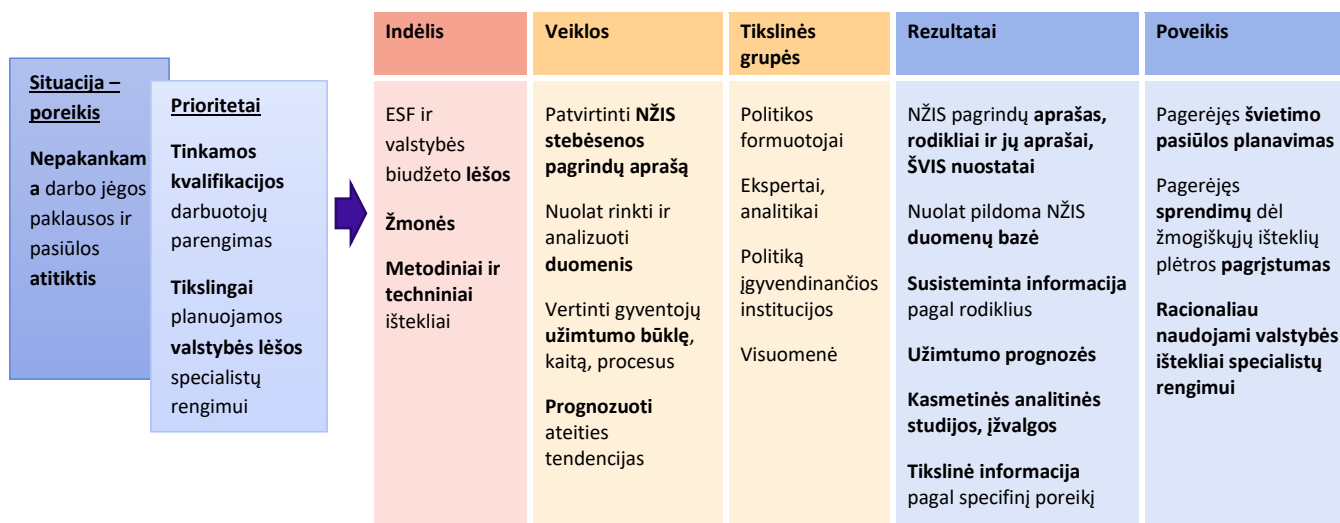 Situacija –
poreikis
Nepakankam
a darbo jėgos
paklausos ir
pasiūlos
atitiktis
Prioritetai
Tinkamos
kvalifikacijos
darbuotojų
parengimas
Tikslingai
planuojamos
valstybės lėšos
specialistų
rengimui
Indėlis
ESF ir
valstybės
biudžeto lėšos
Žmonės
Metodiniai ir
techniniai
ištekliai
Veiklos
Patvirtinti NŽIS
stebėsenos
pagrindų aprašą
Nuolat rinkti ir
analizuoti
duomenis
Vertinti gyventojų
užimtumo būklę,
kaitą, procesus
Prognozuoti
ateities
tendencijas
Tikslinės
grupės
Politikos
formuotojai
Ekspertai,
analitikai
Politiką
įgyvendinančios
institucijos
Visuomenė
Rezultatai
NŽIS pagrindų aprašas,
rodikliai ir jų aprašai,
ŠVIS nuostatai
Nuolat pildoma NŽIS
duomenų bazė
Susisteminta informacija
pagal rodiklius
Užimtumo prognozės
Kasmetinės analitinės
studijos, įžvalgos
Tikslinė informacija
pagal specifinį poreikį
Poveikis
Pagerėjęs švietimo
pasiūlos planavimas
Pagerėjęs
sprendimų dėl
žmogiškųjų išteklių
plėtros pagrįstumas
Racionaliau
naudojami valstybės
ištekliai specialistų
rengimui